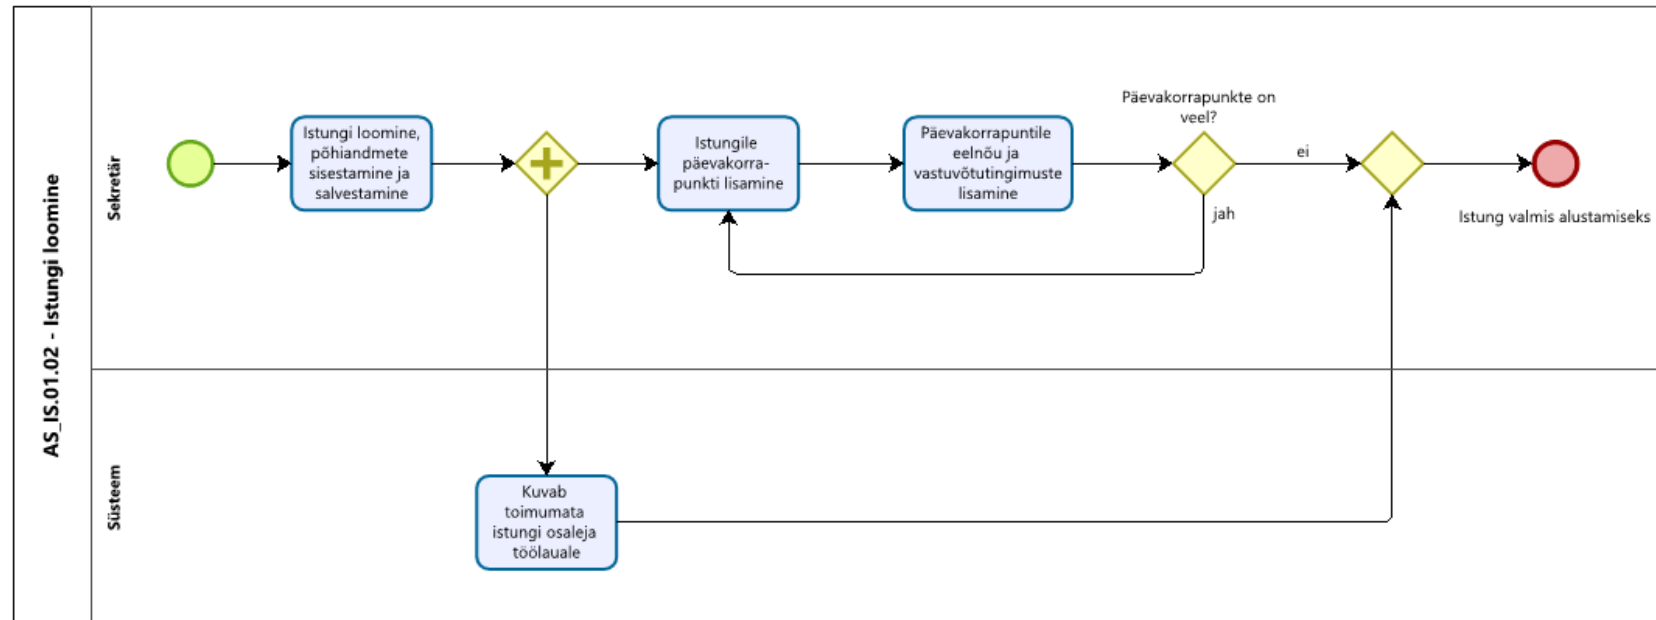 AS_IS.01.02 - Istungi loomine
Sekretär
Istungi loomine,
põhiandmete
sisestamine ja
salvestamine
Istungile
päevakorra-
punkti lisamine
Päevakorrapuntile
eelnõu ja
vastuvõtutingimuste
lisamine
Päevakorrapunkte on
veel?
ei
jah
Istung valmis alustamiseks
Süsteem
Kuvab
toimumata
istungi osaleja
töölauale